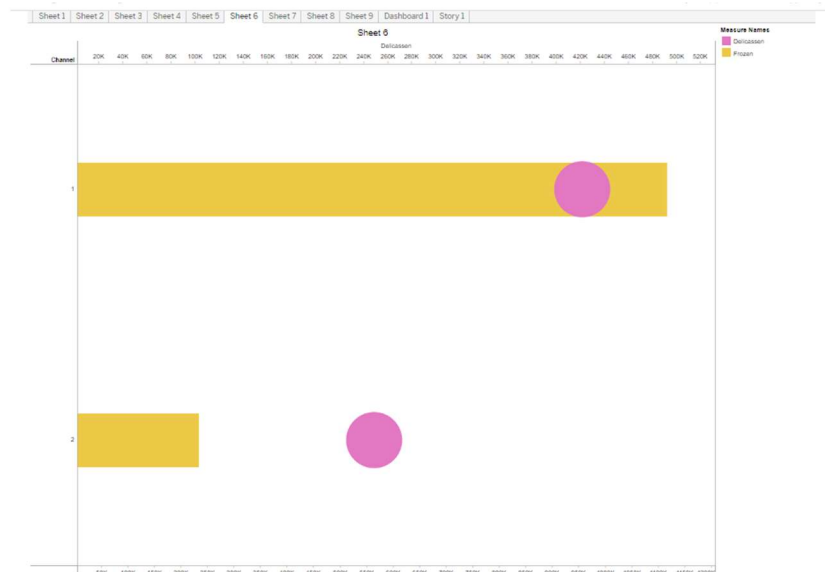 Sheet 1 Sheet 2 Sheet 3 Sheet 4 Sheet 5 Sheet 6 Sheet 7 Sheet 8 Sheet 9 Dashboard 1 Story 1
Sheet 6
Measure Names
Delicassen
Frozen
Delicassen
Channel 20K 40K 60K 80K 100K 120K 140K 160K 180K 200K 220K 240K 260K 280K 300K 320K 340K 360K 380K 400K 420K 440K 460K 480K 500K 520K
1
2